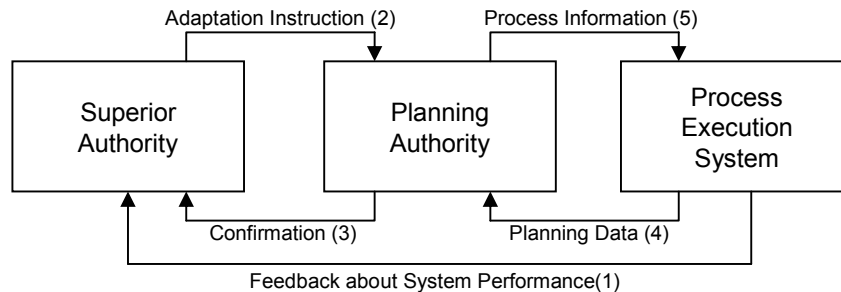 Adaptation Instruction (2)
Process Information (5)
Superior
Authority
Planning
Authority
Process
Execution
System
Confirmation (3)
Planning Data (4)
Feedback about System Performance(1)